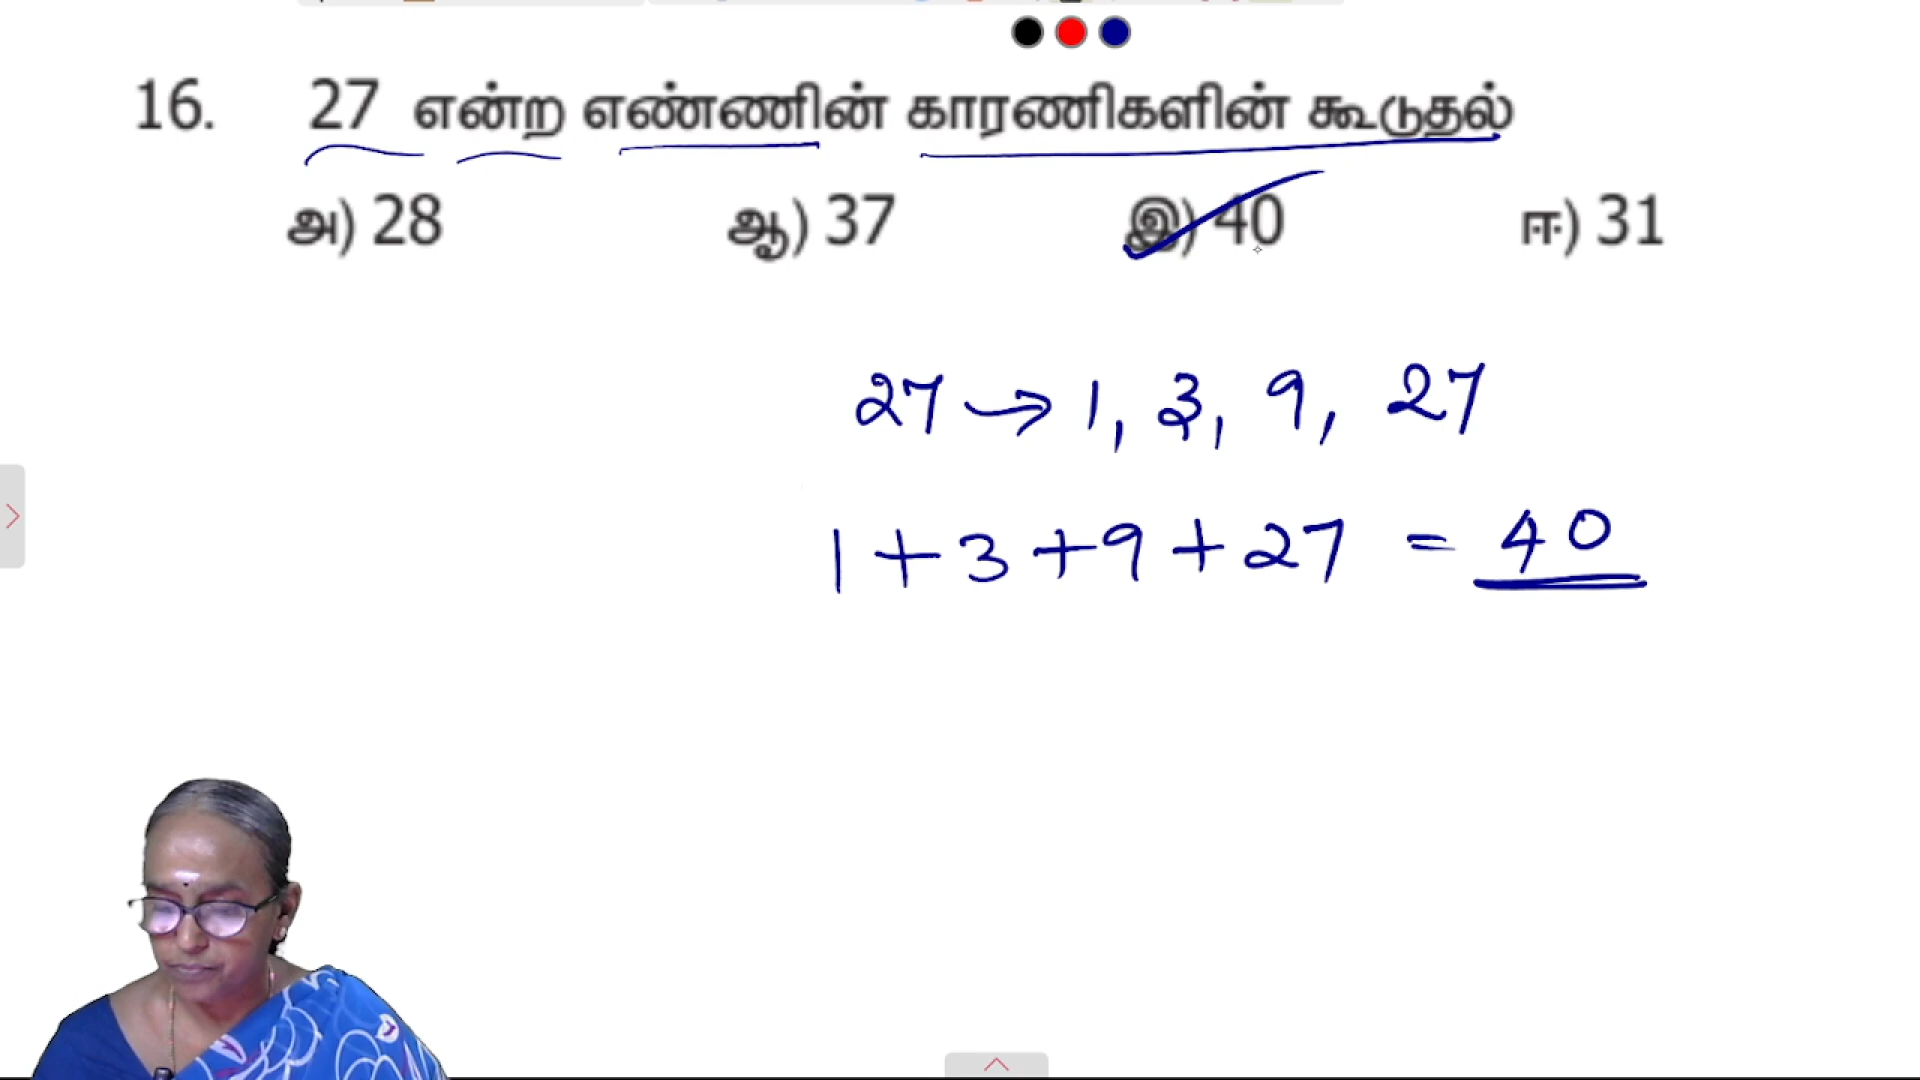 16. 27 என்ற எண்ணின் காரணிகளின் கூடுதல்
அ) 28 ஆ) 37 இ) 40 ஈ) 31
27 → 1, 3, 9, 27
1 + 3 + 9 + 27 = 40